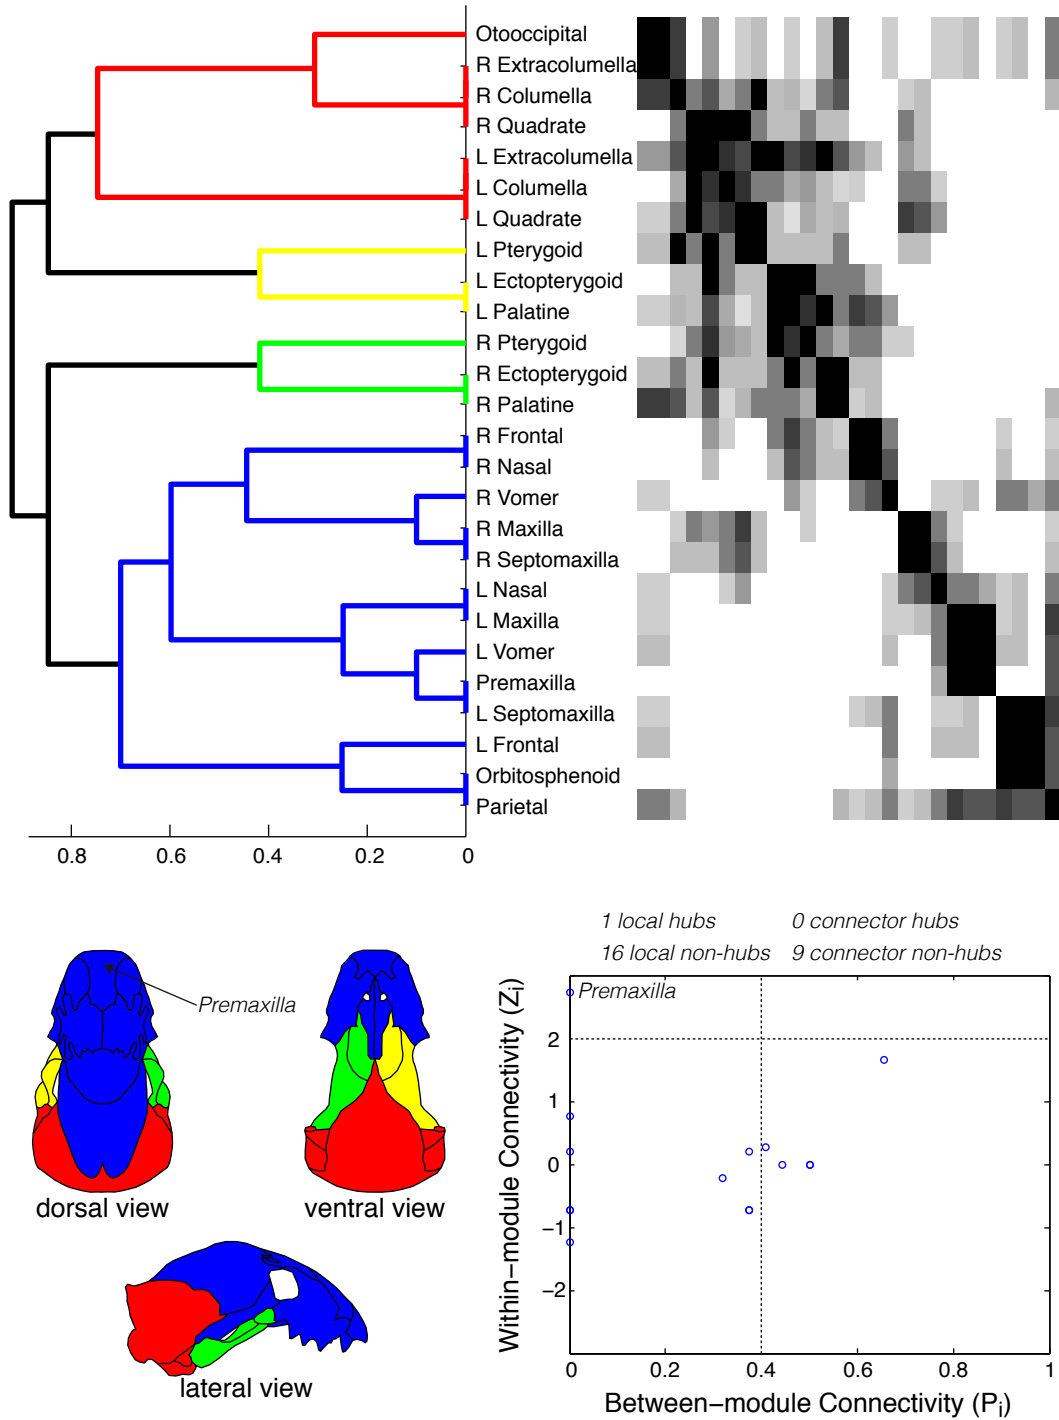 Otooccipital
R Extracolumella
R Columella
R Quadrate
L Extracolumella
L Columella
L Quadrate
L Pterygoid
L Ectopterygoid
L Palatine
R Pterygoid
R Ectopterygoid
R Palatine
R Frontal
R Nasal
R Vomer
R Maxilla
R Septomaxilla
L Nasal
L Maxilla
L Vomer
Premaxilla
L Septomaxilla
L Frontal
Orbitosphenoid
Parietal
0.8 0.6 0.4 0.2 0
Premaxilla
dorsal view
ventral view
lateral view
1 local hubs 0 connector hubs
16 local non-hubs 9 connector non-hubs
Premaxilla
2
1
0
−1
−2
Within−module Connectivity (Zi)
0 0.2 0.4 0.6 0.8 1
Between−module Connectivity (Pi)